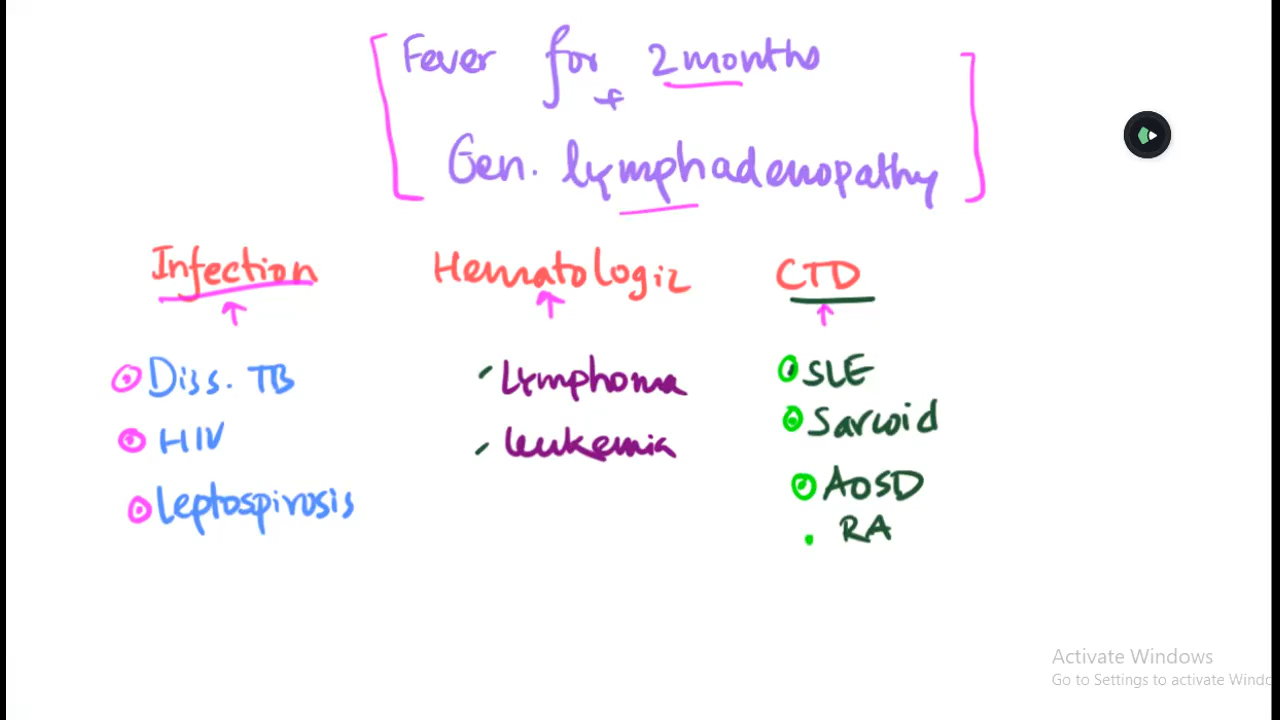 Fever for 2 months
+
Gen. lymphadenopathy
Infection
Hematologic
CTD
Diss. TB
HIV
Leptospirosis
Lymphoma
Leukemia
SLE
Sarcoid
AOSD
RA
Activate Windows
Go to Settings to activate Windo